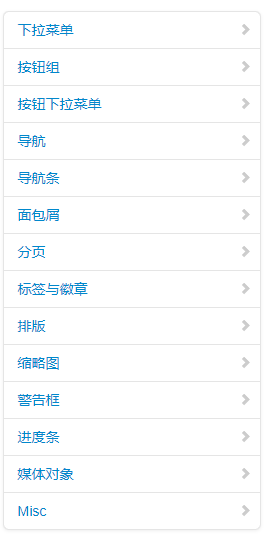 下拉菜单
按钮组
按钮下拉菜单
导航
导航条
面包屑
分页
标签与徽章
排版
缩略图
警告框
进度条
媒体对象
Misc